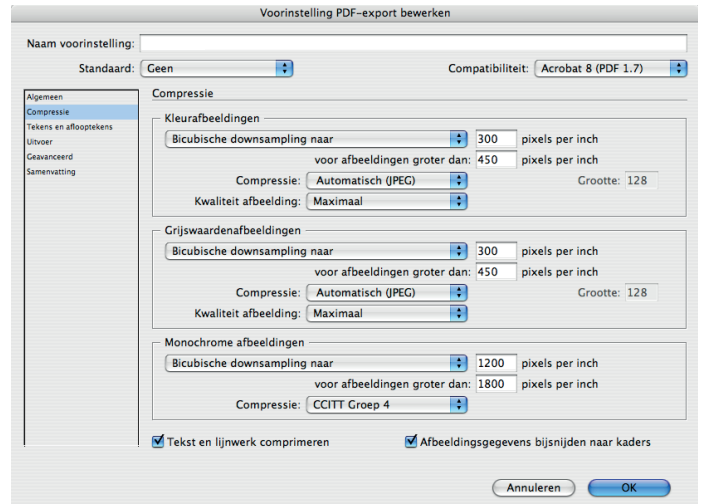 Voorinstelling PDF-export bewerken
Naam voorinstelling:
Standaard: Geen Compatibiliteit: Acrobat 8 (PDF 1.7)
Algemeen
Compressie
Tekens en aflooptekens
Uitvoer
Geavanceerd
Samenvatting
Compressie
Kleurafbeeldingen
Bicubische downsampling naar 300 pixels per inch
voor afbeeldingen groter dan: 450 pixels per inch
Compressie: Automatisch (JPEG) Grootte: 128
Kwaliteit afbeelding: Maximaal
Grijswaardenafbeeldingen
Bicubische downsampling naar 300 pixels per inch
voor afbeeldingen groter dan: 450 pixels per inch
Compressie: Automatisch (JPEG) Grootte: 128
Kwaliteit afbeelding: Maximaal
Monochrome afbeeldingen
Bicubische downsampling naar 1200 pixels per inch
voor afbeeldingen groter dan: 1800 pixels per inch
Compressie: CCITT Groep 4
Tekst en lijnwerk comprimeren Afbeeldingsgegevens bijsnijden naar kaders
Annuleren OK